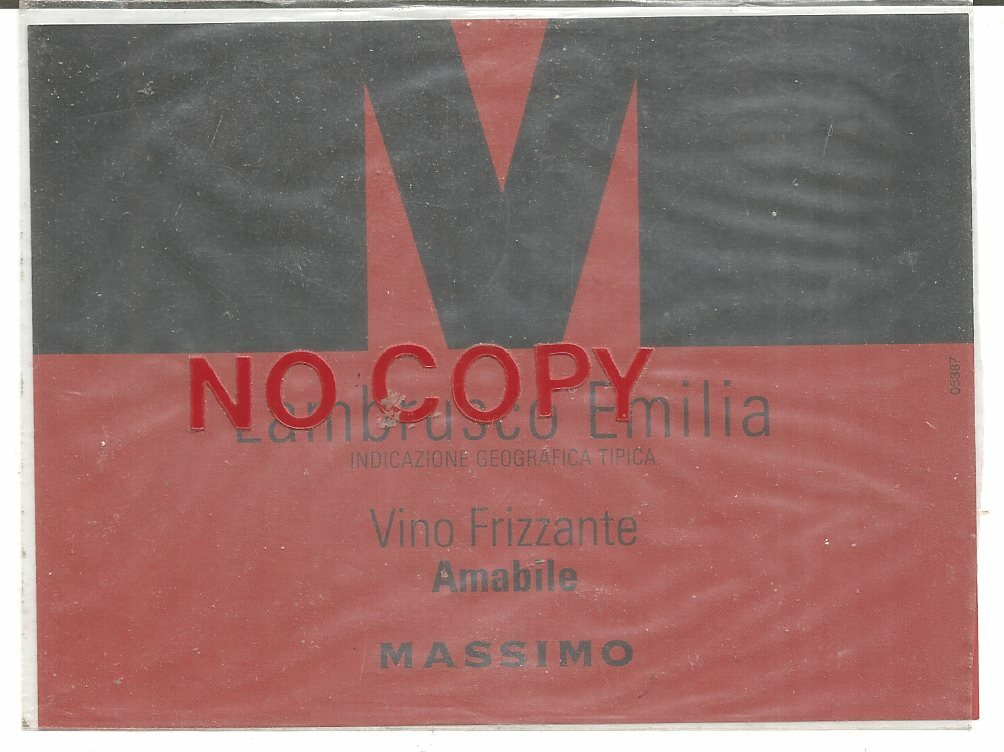 M
NO COPY
Lambrusco Emilia
INDICAZIONE GEOGRAFICA TIPICA
Vino Frizzante
Amabile
MASSIMO
05387